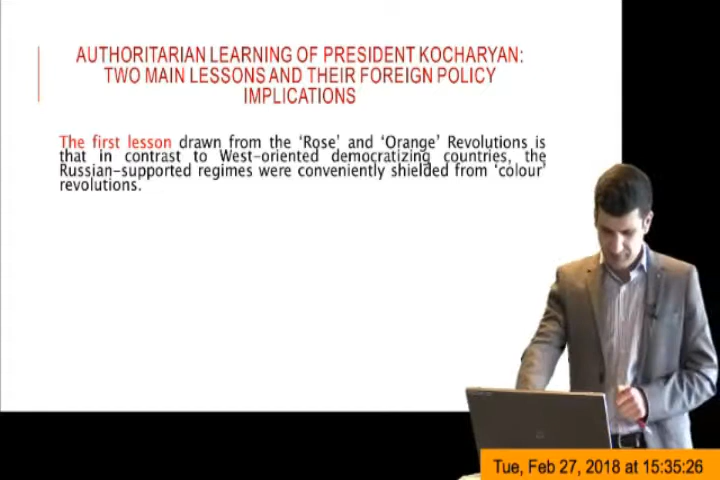 AUTHORITARIAN LEARNING OF PRESIDENT KOCHARYAN:
TWO MAIN LESSONS AND THEIR FOREIGN POLICY
IMPLICATIONS
The first lesson drawn from the ‘Rose’ and ‘Orange’ Revolutions is
that in contrast to West-oriented democratizing countries, the
Russian-supported regimes were conveniently shielded from ‘colour’
revolutions.
Tue, Feb 27, 2018 at 15:35:26